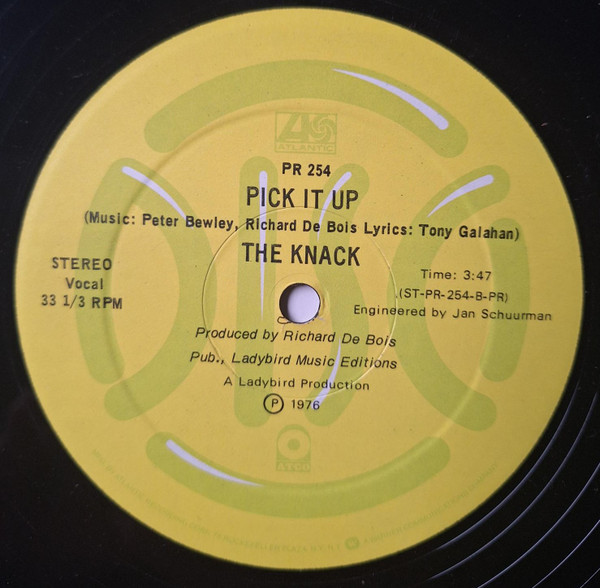 ATLANTIC
PR 254
PICK IT UP
(Music: Peter Bewley, Richard De Bois Lyrics: Tony Galahan)
THE KNACK
STEREO
Vocal
33 1/3 RPM
Time: 3:47
(ST-PR-254-B-PR)
Engineered by Jan Schuurman
Produced by Richard De Bois
Pub., Ladybird Music Editions
A Ladybird Production
℗ 1976
ATCO